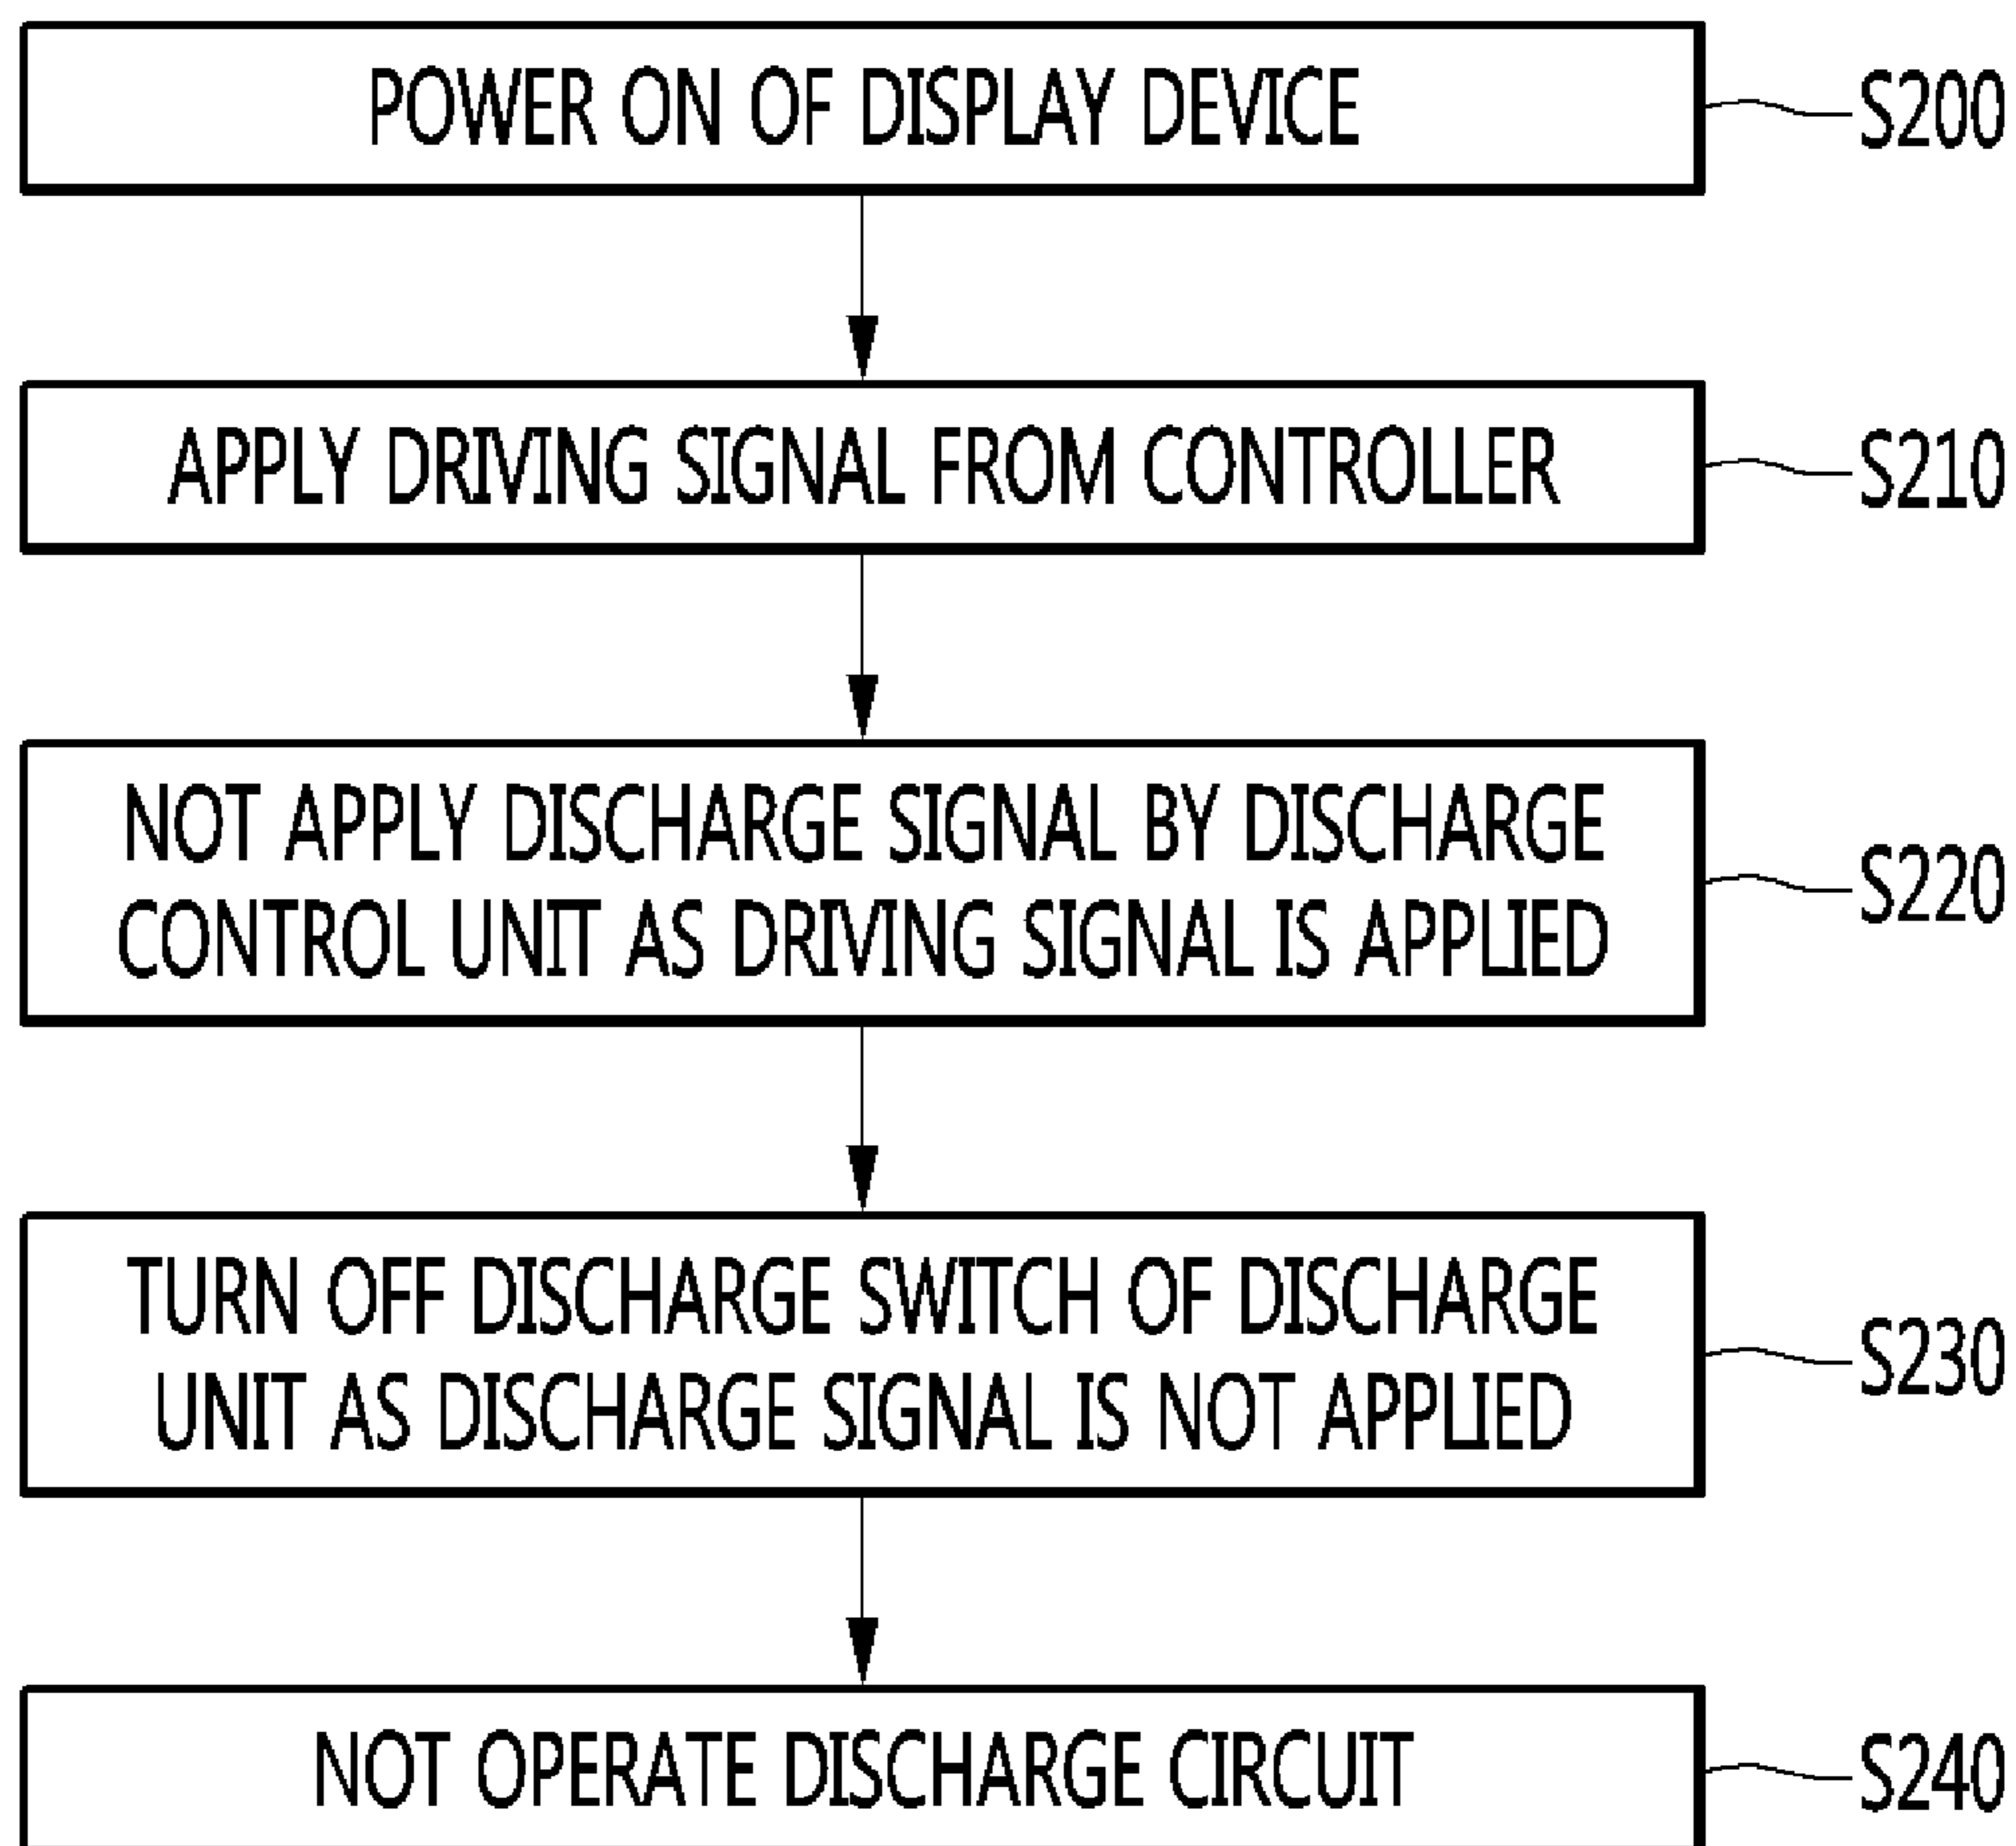 POWER ON OF DISPLAY DEVICE
S200
APPLY DRIVING SIGNAL FROM CONTROLLER
S210
NOT APPLY DISCHARGE SIGNAL BY DISCHARGE
CONTROL UNIT AS DRIVING SIGNAL IS APPLIED
S220
TURN OFF DISCHARGE SWITCH OF DISCHARGE
UNIT AS DISCHARGE SIGNAL IS NOT APPLIED
S230
NOT OPERATE DISCHARGE CIRCUIT
S240